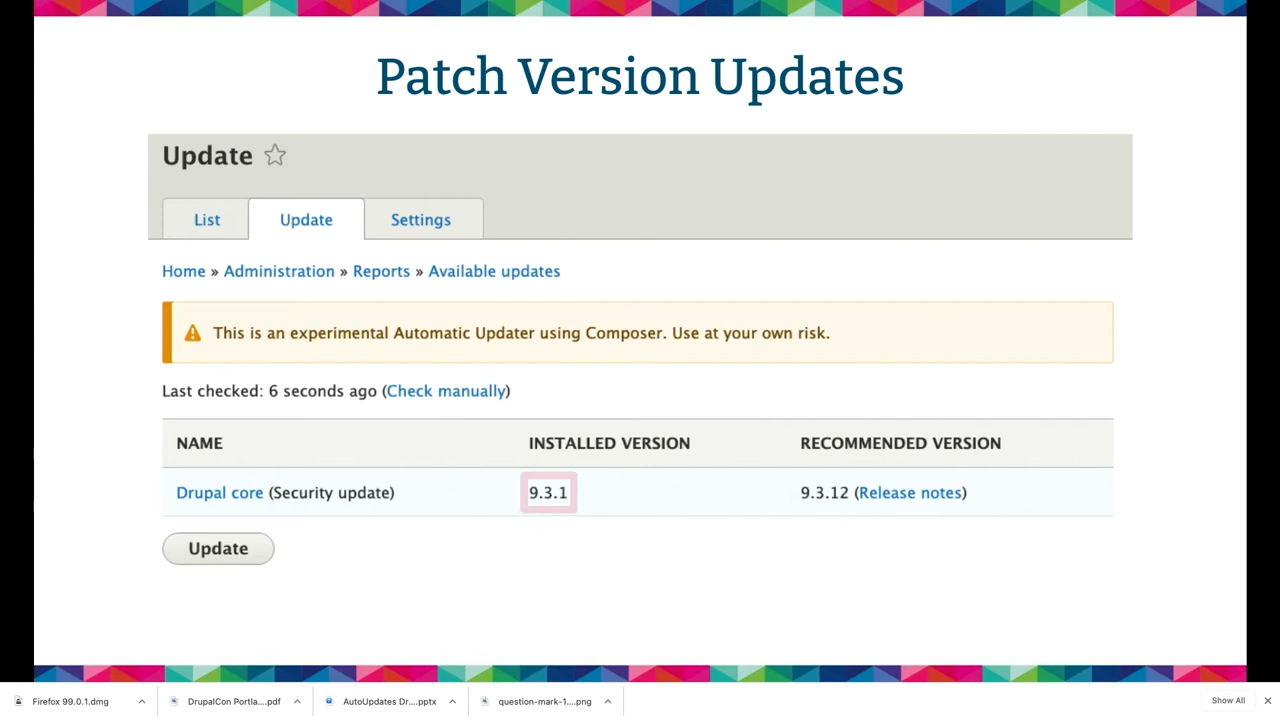 Patch Version Updates
Update
List Update Settings
Home » Administration » Reports » Available updates
This is an experimental Automatic Updater using Composer. Use at your own risk.
Last checked: 6 seconds ago (Check manually)
NAME INSTALLED VERSION RECOMMENDED VERSION
Drupal core (Security update) 9.3.1 9.3.12 (Release notes)
Update
Firefox 99.0.1.dmg DrupalCon Portla....pdf AutoUpdates Dr....pptx question-mark-1....png Show All